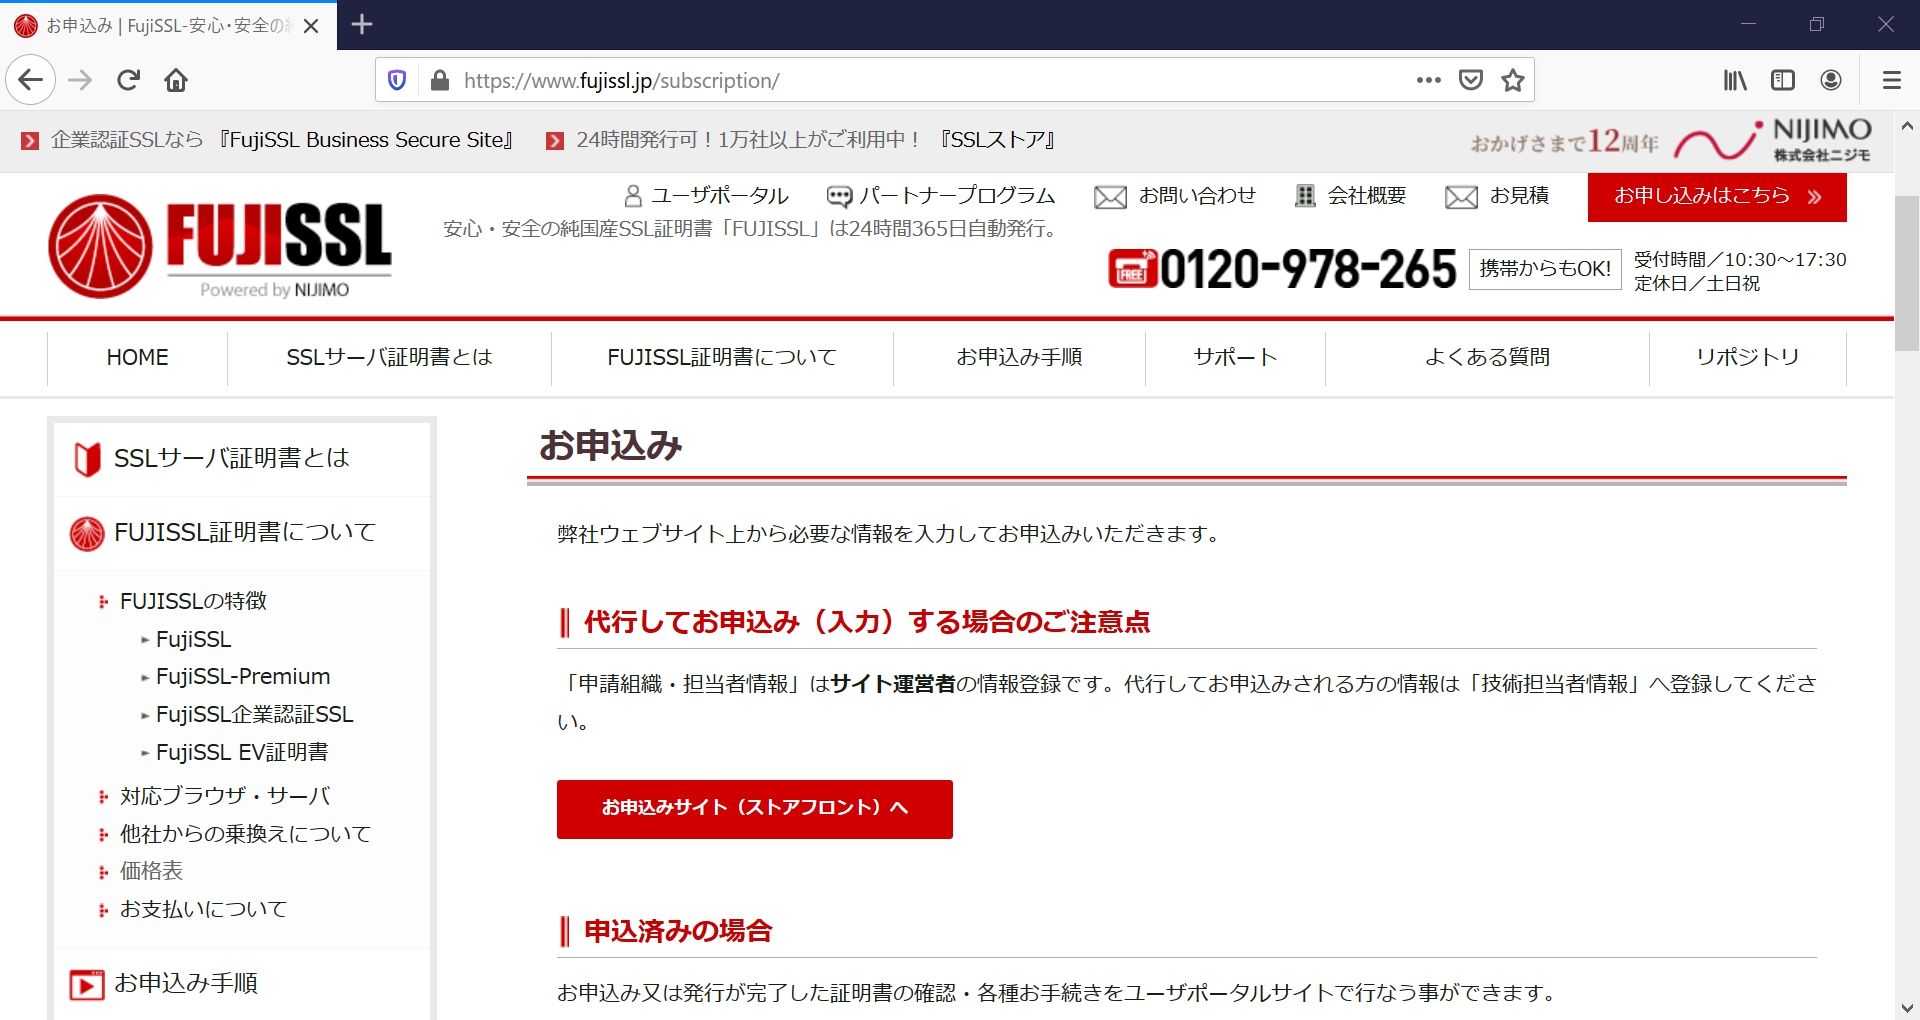 お申込み | FujiSSL-安心・安全の
https://www.fujissl.jp/subscription/
企業認証SSLなら 『FujiSSL Business Secure Site』 24時間発行可！1万社以上がご利用中！ 『SSLストア』
おかげさまで12周年 NIJIMO
株式会社ニジモ
ユーザポータル パートナープログラム お問い合わせ 会社概要 お見積 お申し込みはこちら
FUJISSL
Powered by NIJIMO
安心・安全の純国産SSL証明書「FUJISSL」は24時間365日自動発行。
FREE 0120-978-265 携帯からもOK! 受付時間／10:30～17:30
定休日／土日祝
HOME SSLサーバ証明書とは FUJISSL証明書について お申込み手順 サポート よくある質問 リポジトリ
SSLサーバ証明書とは
FUJISSL証明書について
FUJISSLの特徴
FujiSSL
FujiSSL-Premium
FujiSSL企業認証SSL
FujiSSL EV証明書
対応ブラウザ・サーバ
他社からの乗換えについて
価格表
お支払いについて
お申込み手順
お申込み
弊社ウェブサイト上から必要な情報を入力してお申込みいただきます。
代行してお申込み（入力）する場合のご注意点
「申請組織・担当者情報」はサイト運営者の情報登録です。代行してお申込みされる方の情報は「技術担当者情報」へ登録してくださ
い。
お申込みサイト（ストアフロント）へ
申込済みの場合
お申込み又は発行が完了した証明書の確認・各種お手続きをユーザポータルサイトで行なう事ができます。